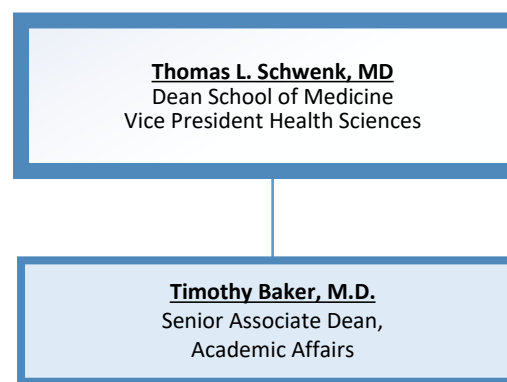 Thomas L. Schwenk, MD
Dean School of Medicine
Vice President Health Sciences
Timothy Baker, M.D.
Senior Associate Dean,
Academic Affairs